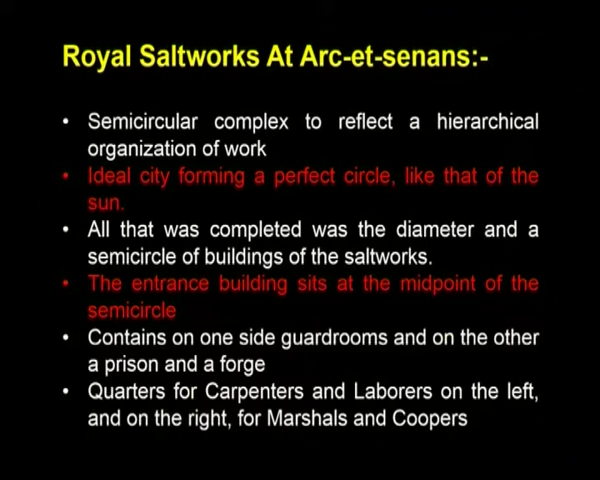 Royal Saltworks At Arc-et-senans:-
• Semicircular complex to reflect a hierarchical
organization of work
• Ideal city forming a perfect circle, like that of the
sun.
• All that was completed was the diameter and a
semicircle of buildings of the saltworks.
• The entrance building sits at the midpoint of the
semicircle
• Contains on one side guardrooms and on the other
a prison and a forge
• Quarters for Carpenters and Laborers on the left,
and on the right, for Marshals and Coopers